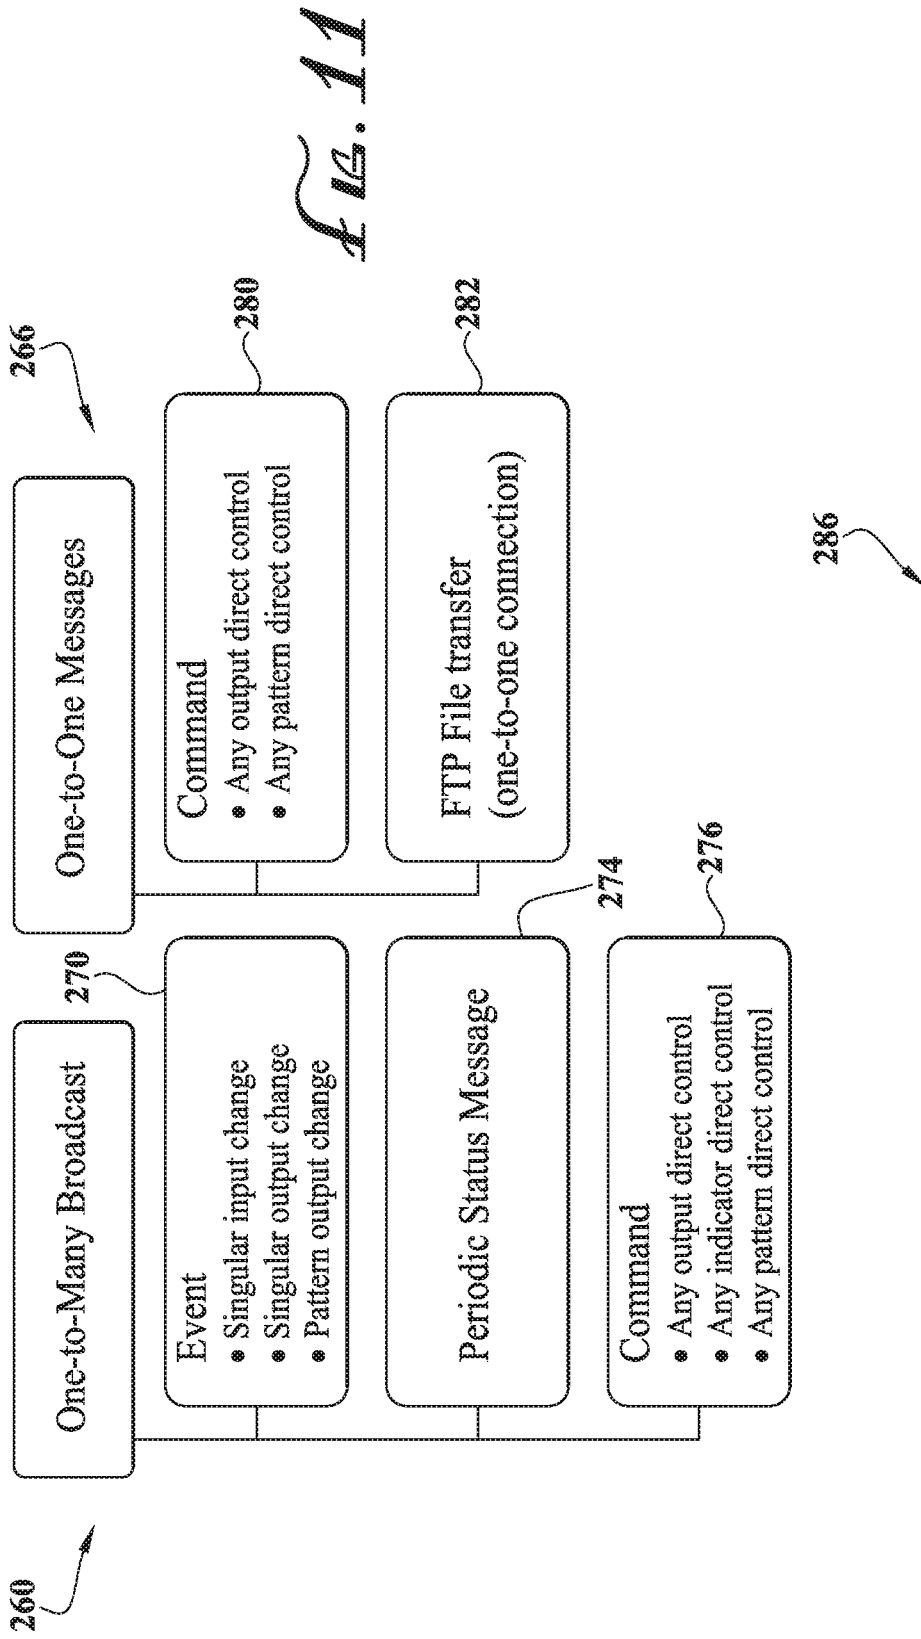 260
One-to-Many Broadcast
270
Event
• Singular input change
• Singular output change
• Pattern output change
Periodic Status Message
274
Command
• Any output direct control
• Any indicator direct control
• Any pattern direct control
276
266
One-to-One Messages
Command
• Any output direct control
• Any pattern direct control
280
FTP File transfer
(one-to-one connection)
282
286
FIG. 11